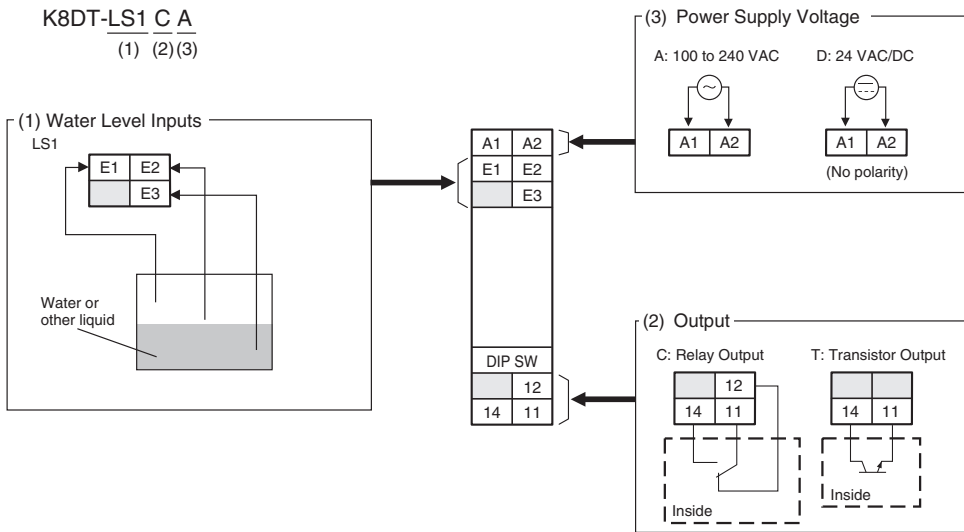 K8DT-LS1 C A
(1) (2) (3)
(1) Water Level Inputs
LS1
E1 E2
E3
Water or
other liquid
A1 A2
E1 E2
E3
DIP SW
12
14 11
(3) Power Supply Voltage
A: 100 to 240 VAC
D: 24 VAC/DC
A1 A2
A1 A2
(No polarity)
(2) Output
C: Relay Output
T: Transistor Output
12
14 11
14 11
Inside
Inside